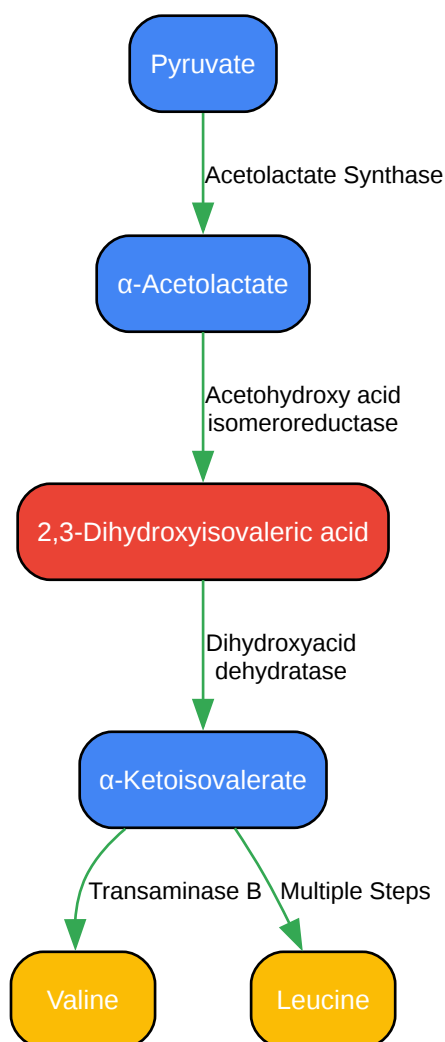 Pyruvate
Acetolactate Synthase
α-Acetolactate
Acetohydroxy acid
isomeroreductase
2,3-Dihydroxyisovaleric acid
Dihydroxyacid
dehydratase
α-Ketoisovalerate
Transaminase B
Multiple Steps
Valine
Leucine